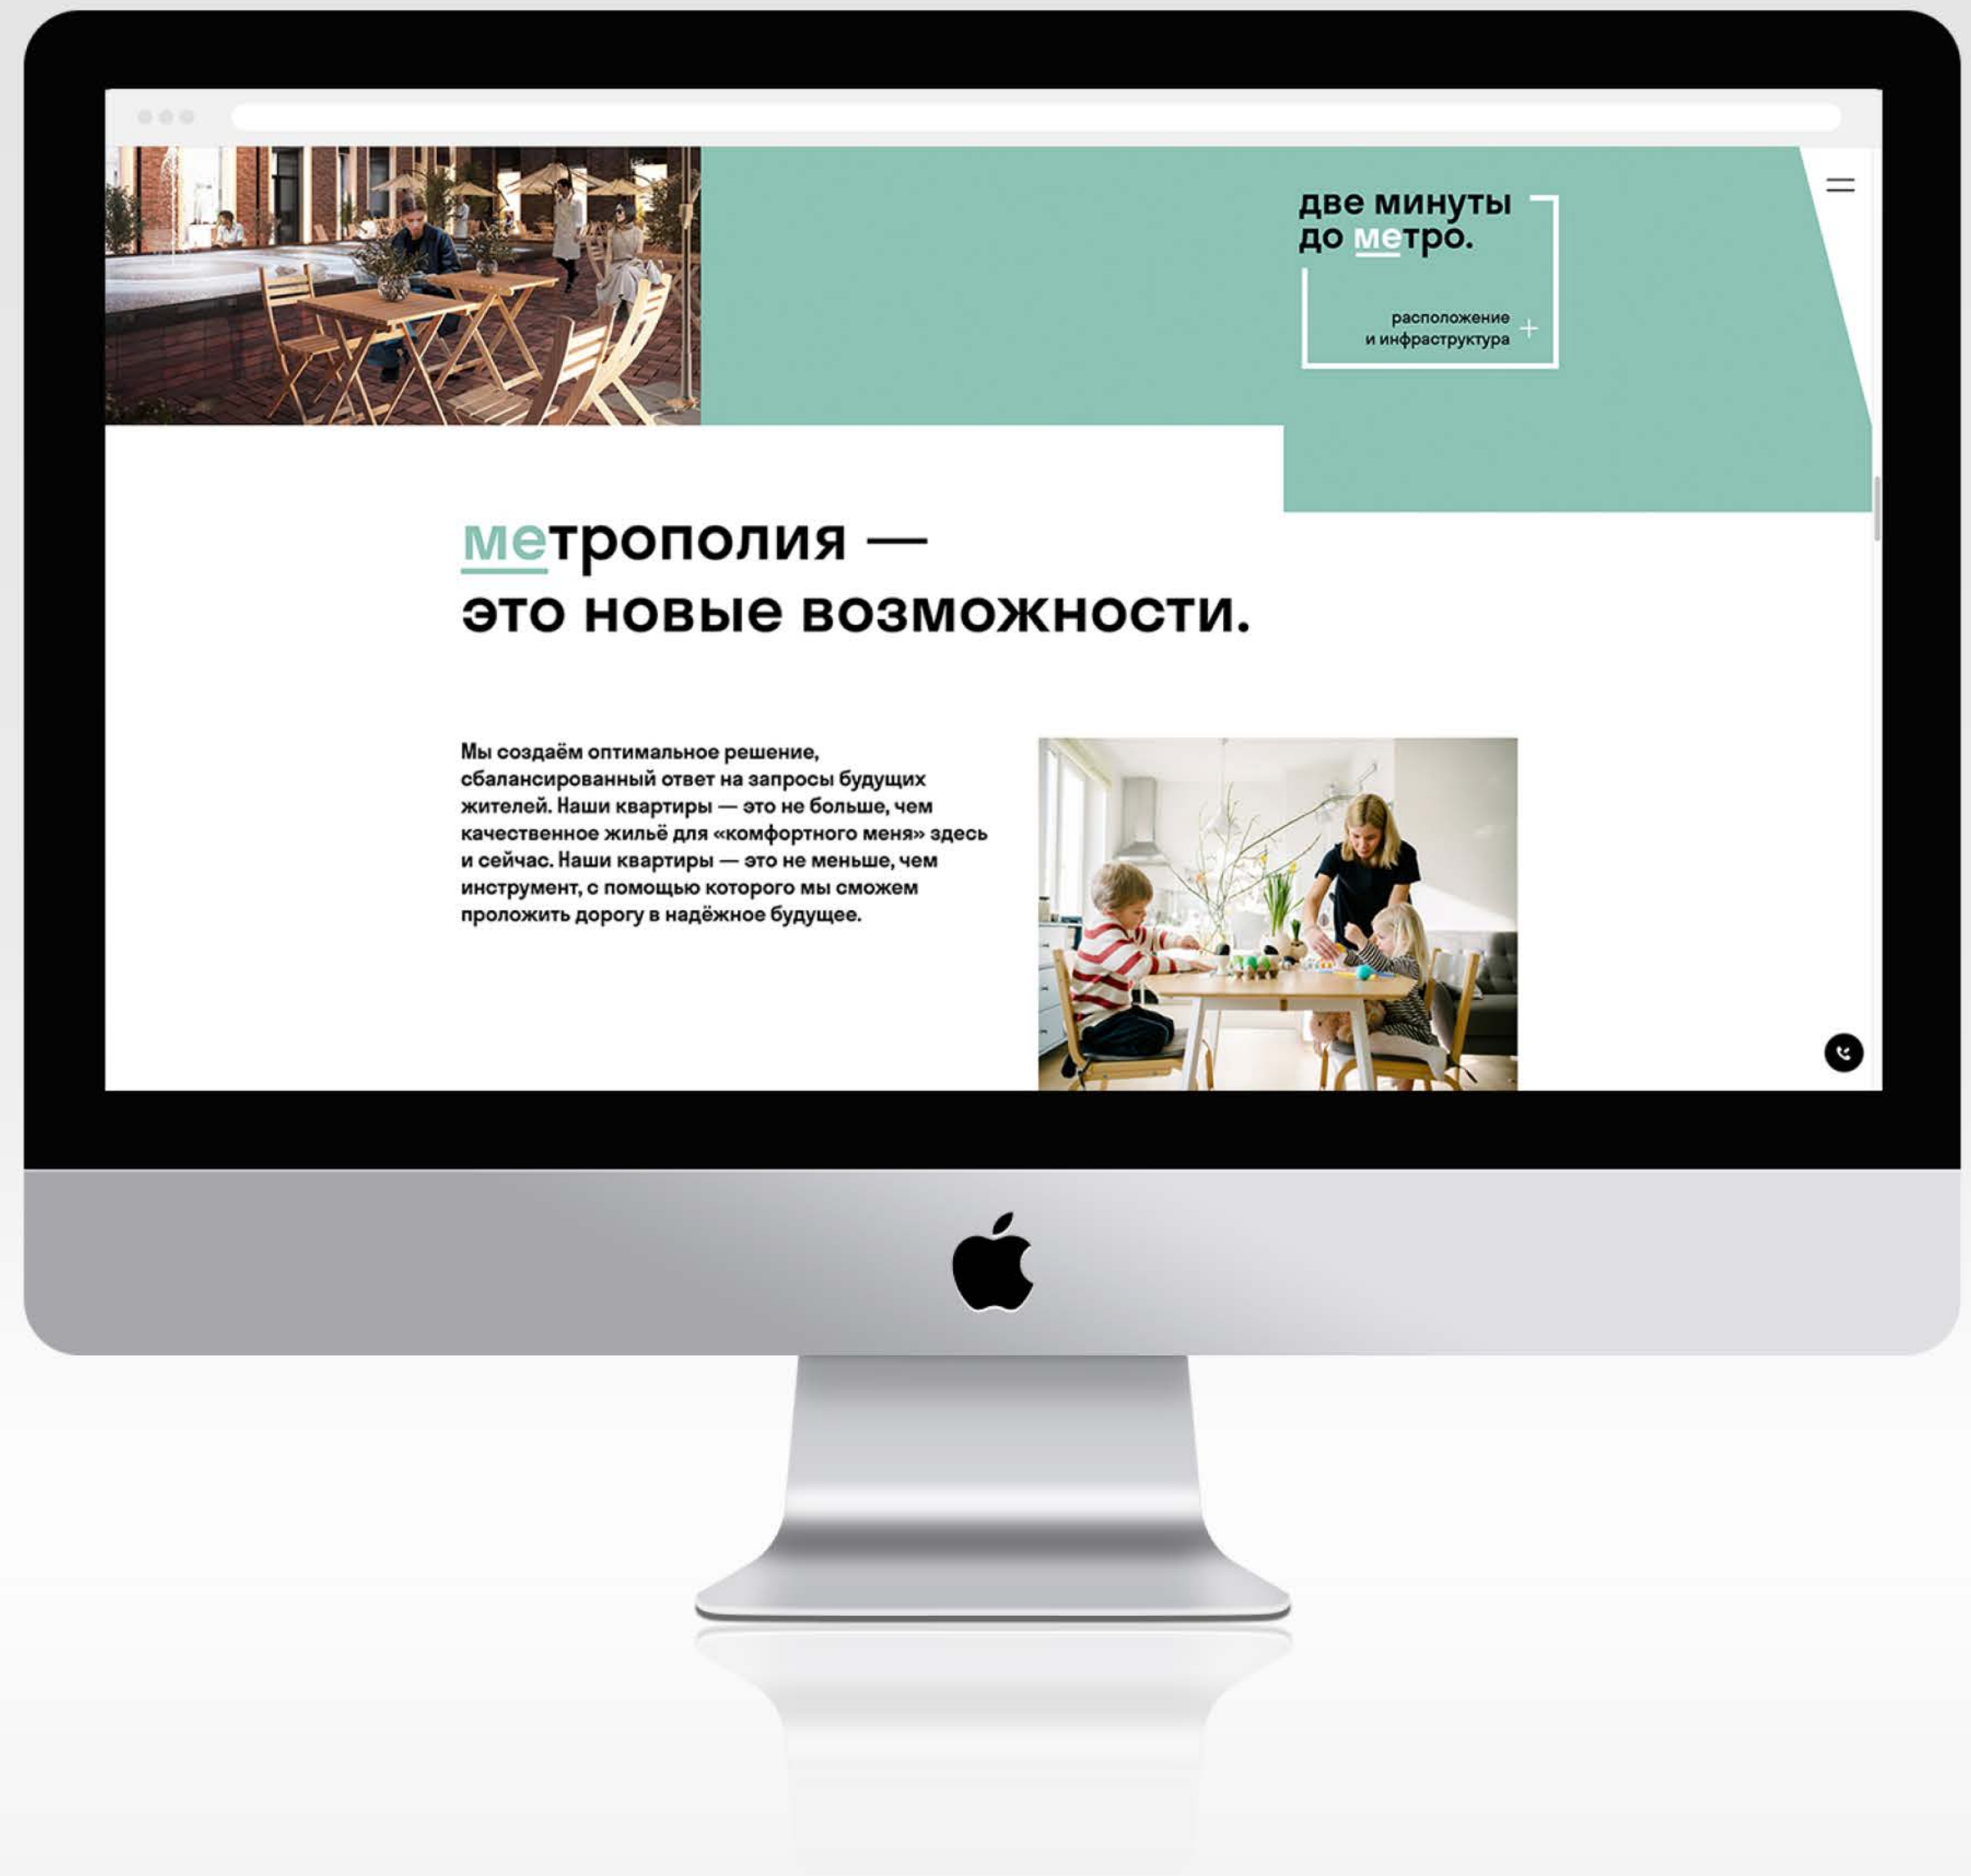 две минуты
до метро.
расположение
и инфраструктура
метрополия —
это новые возможности.
Мы создаём оптимальное решение,
сбалансированный ответ на запросы будущих
жителей. Наши квартиры — это не больше, чем
качественное жильё для «комфортного меня» здесь
и сейчас. Наши квартиры — это не меньше, чем
инструмент, с помощью которого мы сможем
проложить дорогу в надёжное будущее.